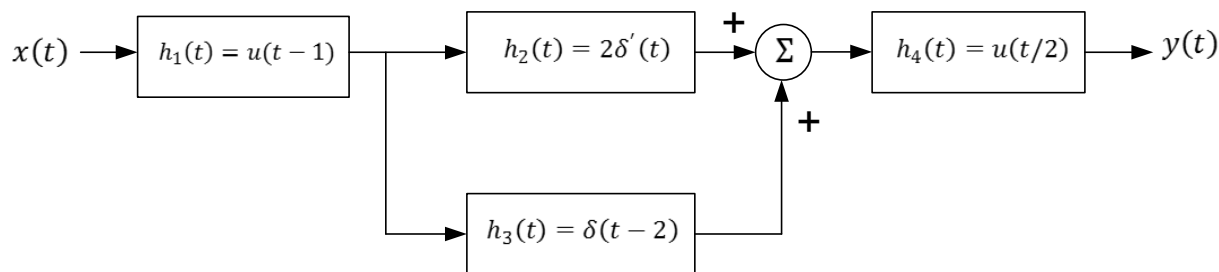 x(t)
h₁(t) = u(t − 1)
h₂(t) = 2δ′(t)
+
Σ
h₄(t) = u(t/2)
y(t)
+
h₃(t) = δ(t − 2)